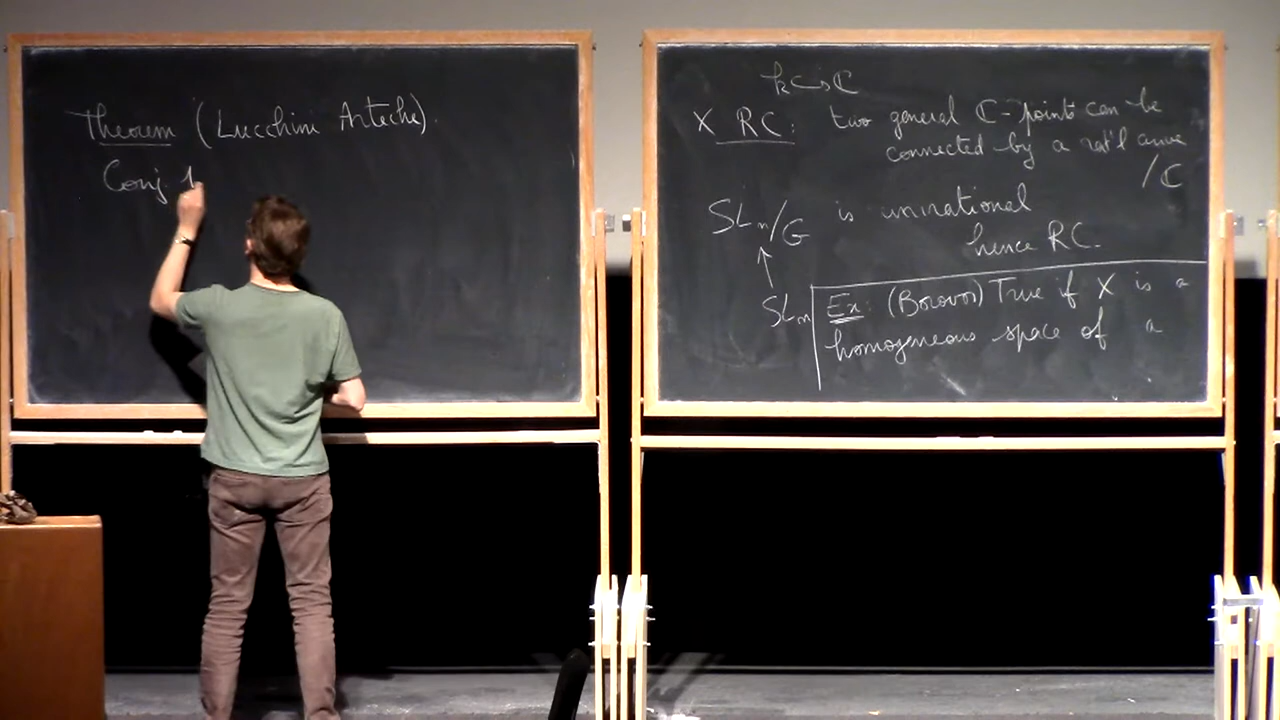 Theorem (Lucchini Arteche).
Conj. 1
k ⊂→ ℂ
X RC: two general ℂ-points can be
connected by a rat'l curve
/ℂ
SLn/G is unirational
hence RC.
↑
SLn
Ex: (Borovoi) True if X is a
homogeneous space of a